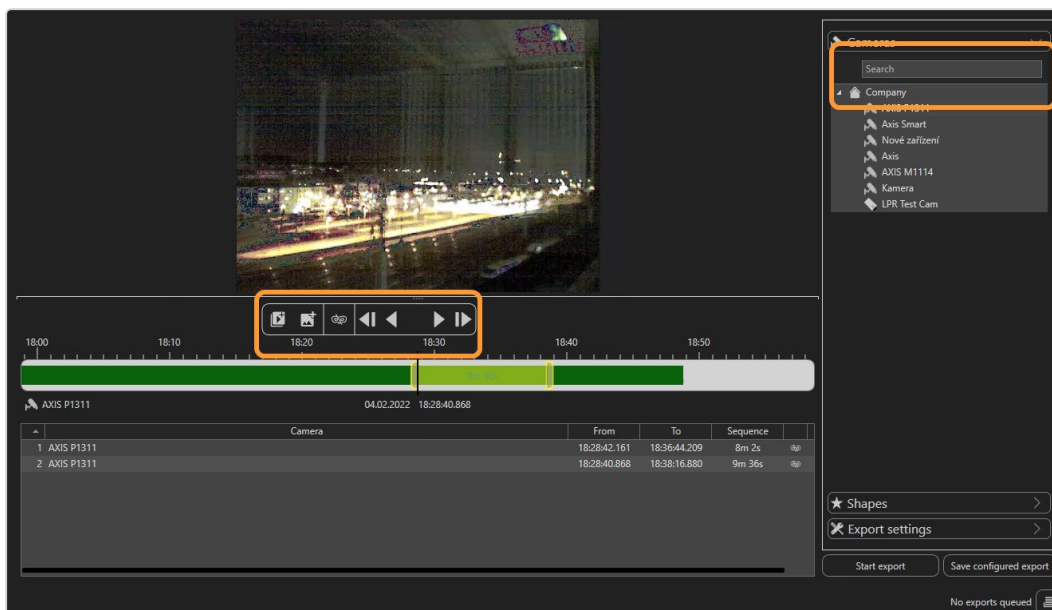 Cameras
Search
Company
AXIS P1311
Axis Smart
Nové zařízení
Axis
AXIS M1114
Kamera
LPR Test Cam
18:00 18:10 18:20 18:30 18:40 18:50
AXIS P1311 04.02.2022 18:28:40.868
Camera From To Sequence
1 AXIS P1311 18:28:42.161 18:36:44.209 8m 2s
2 AXIS P1311 18:28:40.868 18:38:16.880 9m 36s
Shapes
Export settings
Start export Save configured export
No exports queued